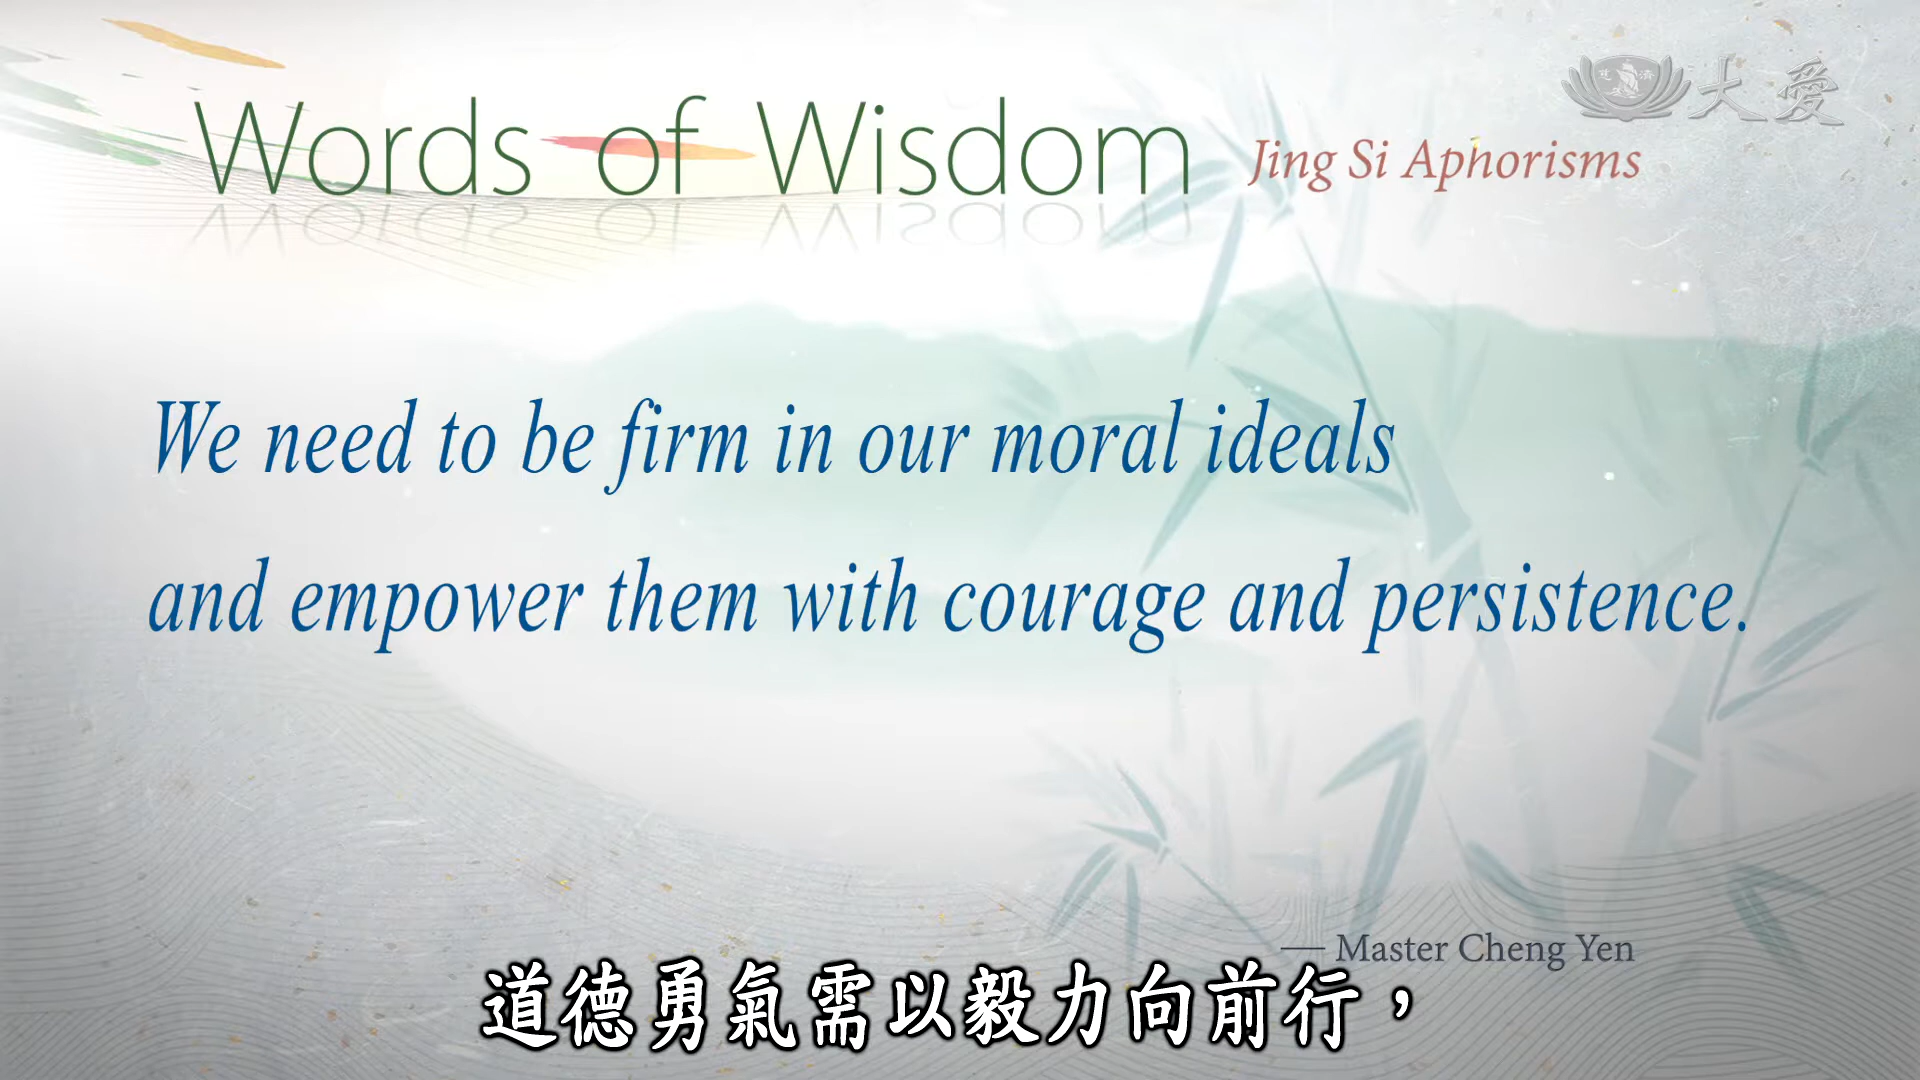 Words of Wisdom Jing Si Aphorisms
慈濟 大愛
We need to be firm in our moral ideals
and empower them with courage and persistence.
— Master Cheng Yen
道德勇氣需以毅力向前行，